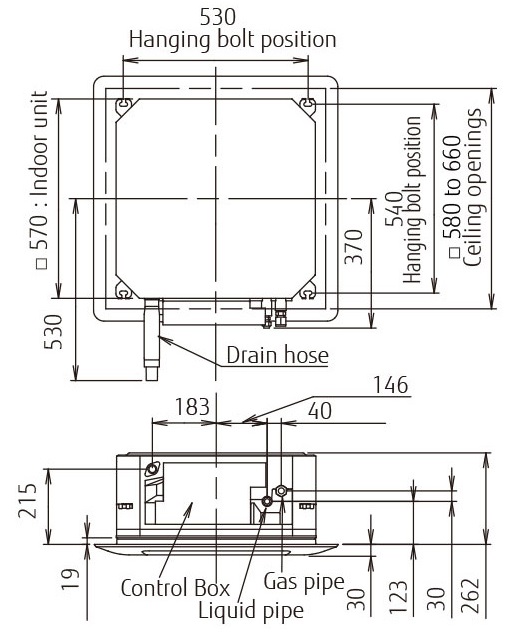 530
Hanging bolt position
□ 570 : Indoor unit
530
370
540
Hanging bolt position
□ 580 to 660
Ceiling openings
Drain hose
146
183
40
215
19
Control Box
Gas pipe
Liquid pipe
30
123
30
262